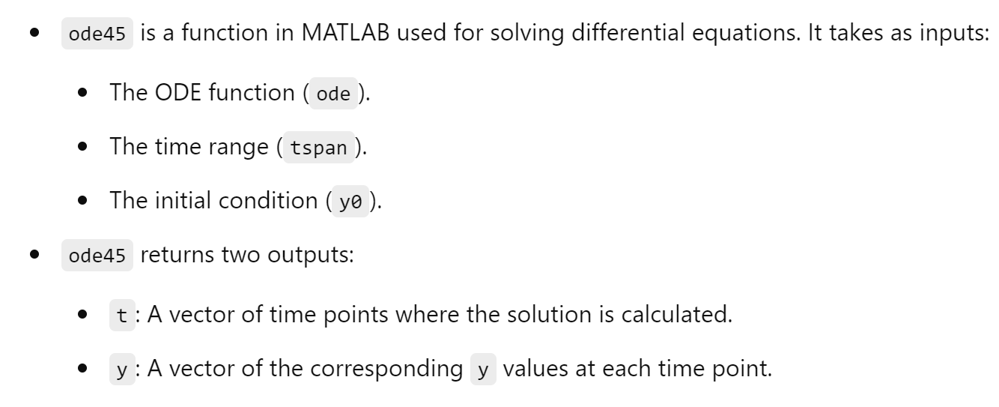 • ode45 is a function in MATLAB used for solving differential equations. It takes as inputs:
• The ODE function (ode).
• The time range (tspan).
• The initial condition (y0).
• ode45 returns two outputs:
• t: A vector of time points where the solution is calculated.
• y: A vector of the corresponding y values at each time point.